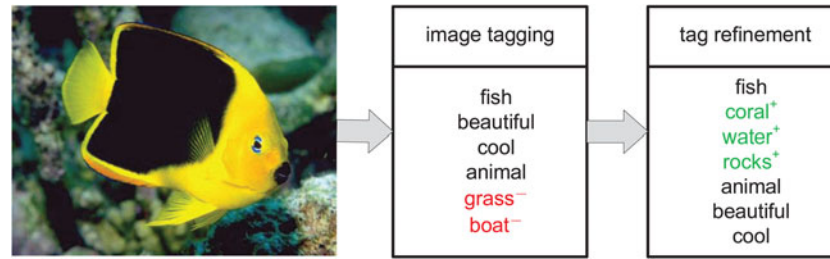 image tagging
fish
beautiful
cool
animal
grass⁻
boat⁻
tag refinement
fish
coral⁺
water⁺
rocks⁺
animal
beautiful
cool